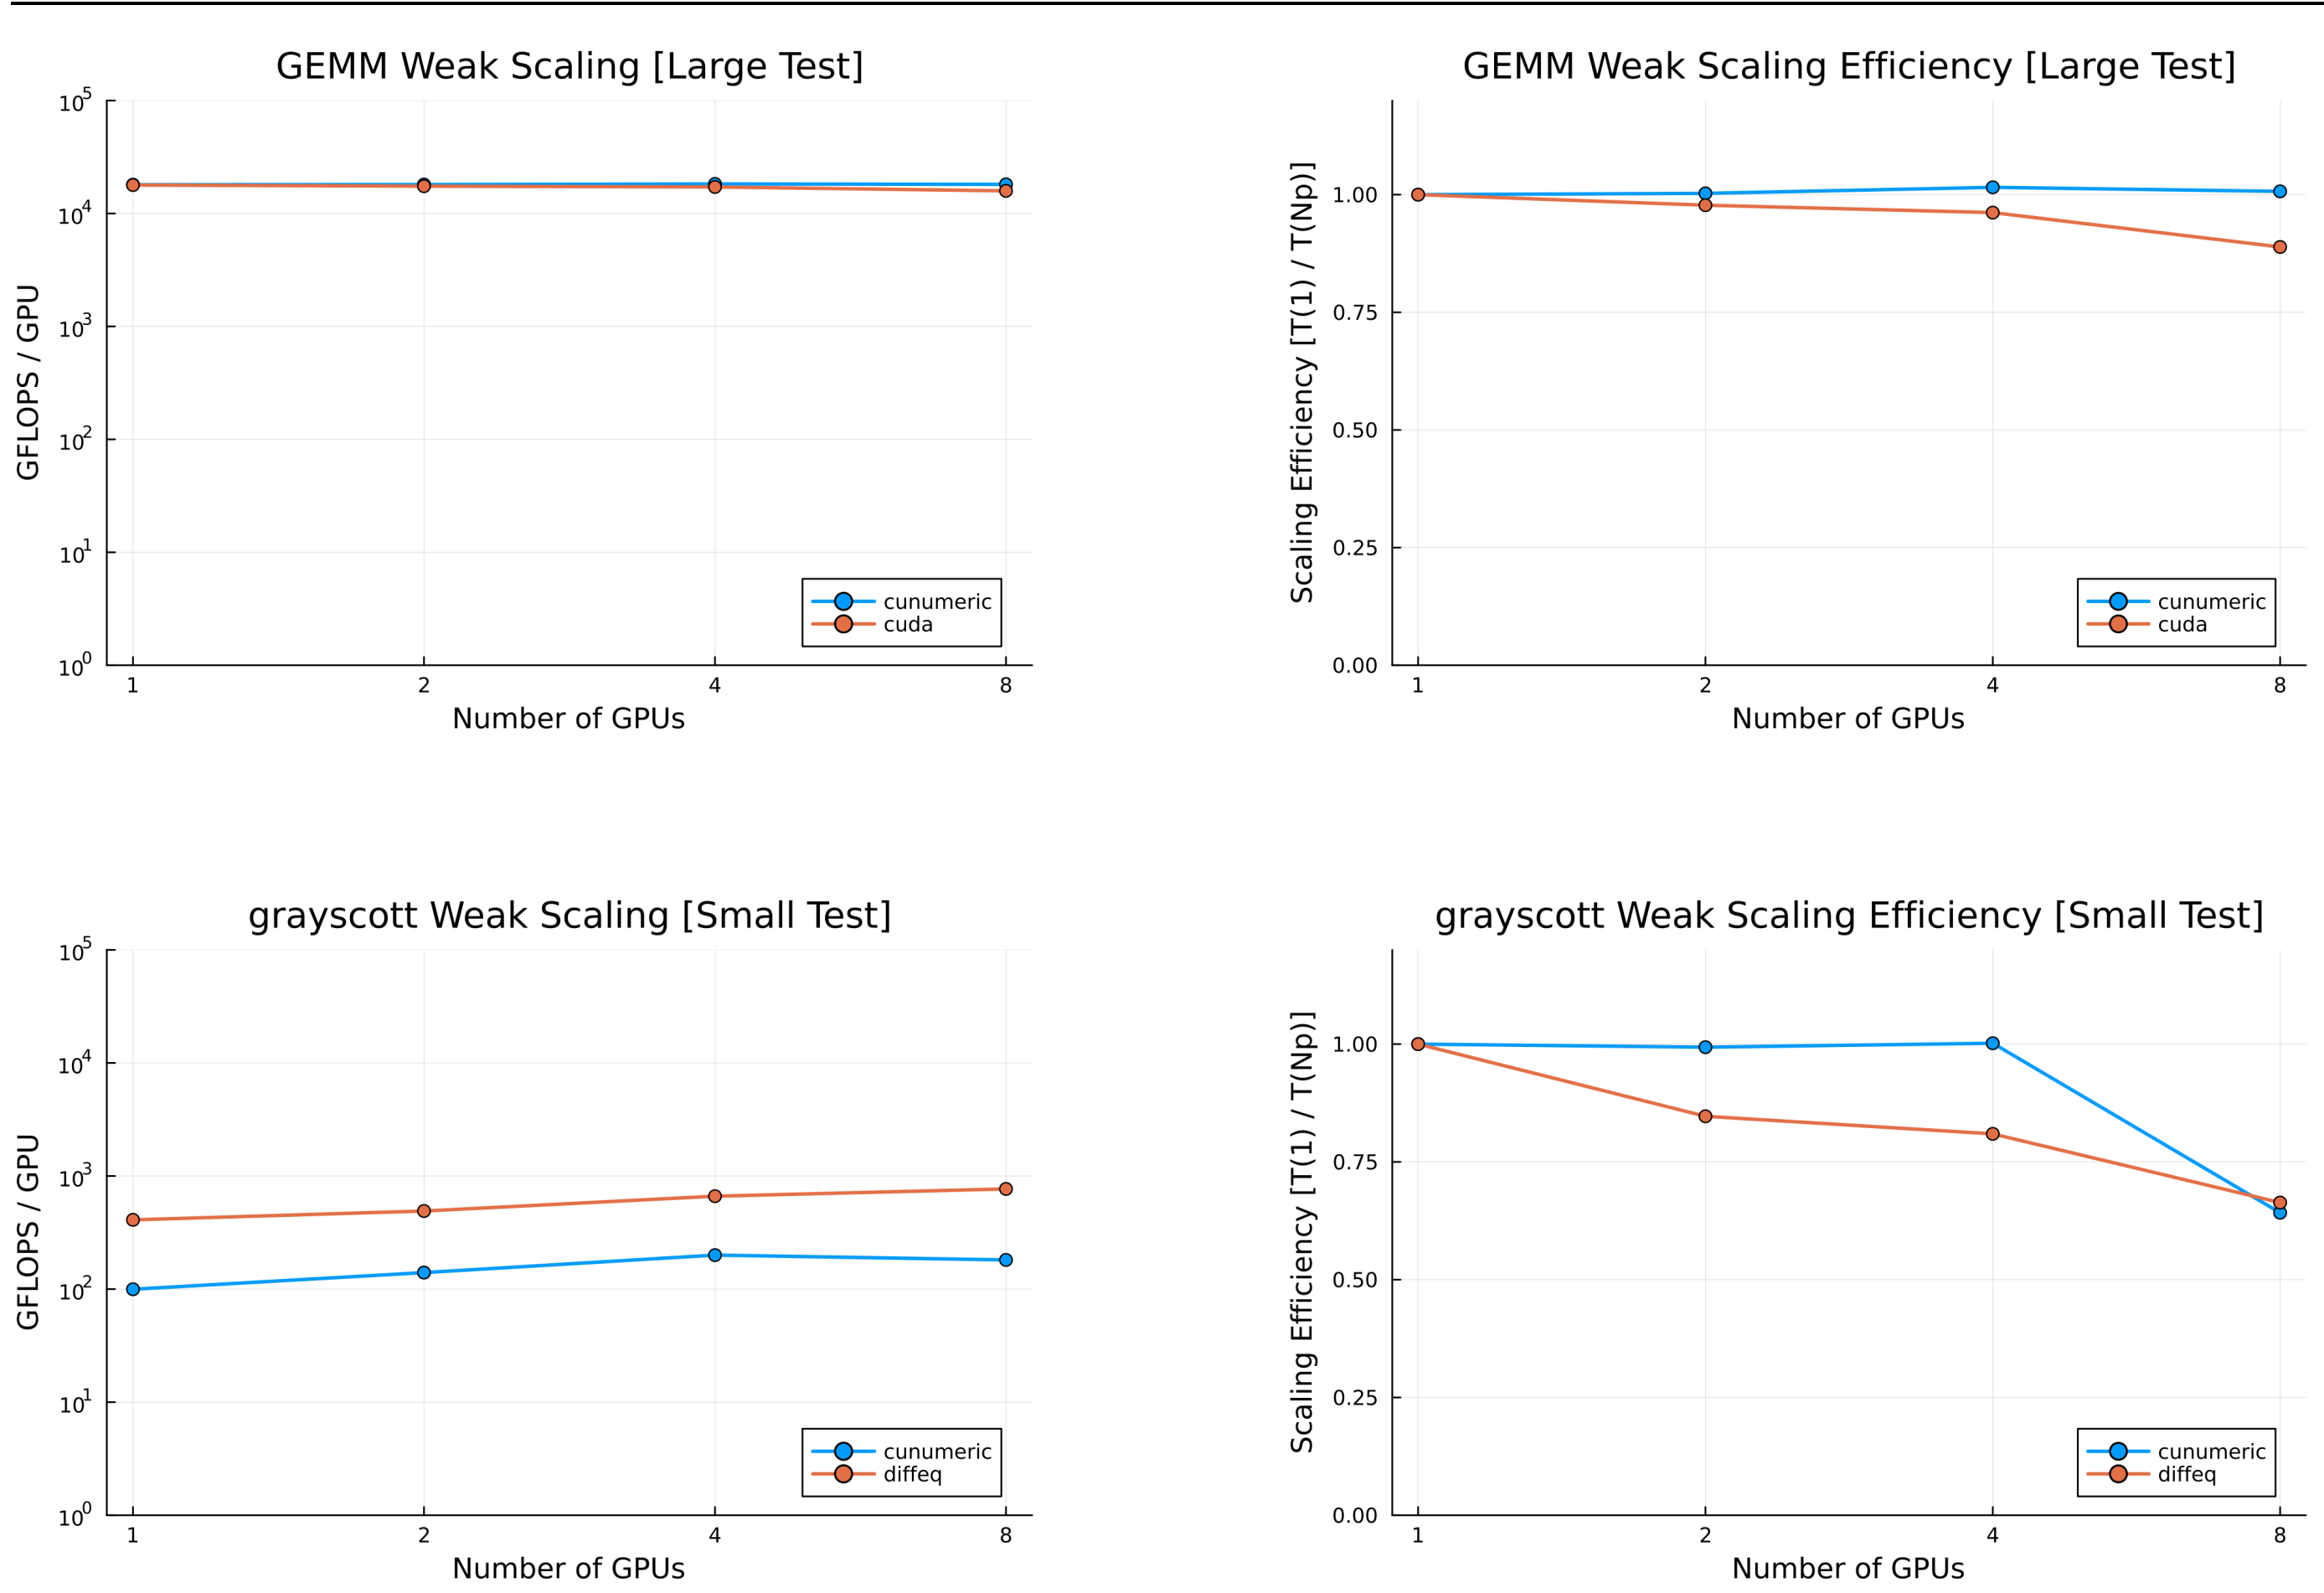 GEMM Weak Scaling [Large Test]
GFLOPS / GPU
10^5
10^4
10^3
10^2
10^1
10^0
1 2 4 8
Number of GPUs
cunumeric
cuda
GEMM Weak Scaling Efficiency [Large Test]
Scaling Efficiency [T(1) / T(Np)]
1.00
0.75
0.50
0.25
0.00
1 2 4 8
Number of GPUs
cunumeric
cuda
grayscott Weak Scaling [Small Test]
GFLOPS / GPU
10^5
10^4
10^3
10^2
10^1
10^0
1 2 4 8
Number of GPUs
cunumeric
diffeq
grayscott Weak Scaling Efficiency [Small Test]
Scaling Efficiency [T(1) / T(Np)]
1.00
0.75
0.50
0.25
0.00
1 2 4 8
Number of GPUs
cunumeric
diffeq